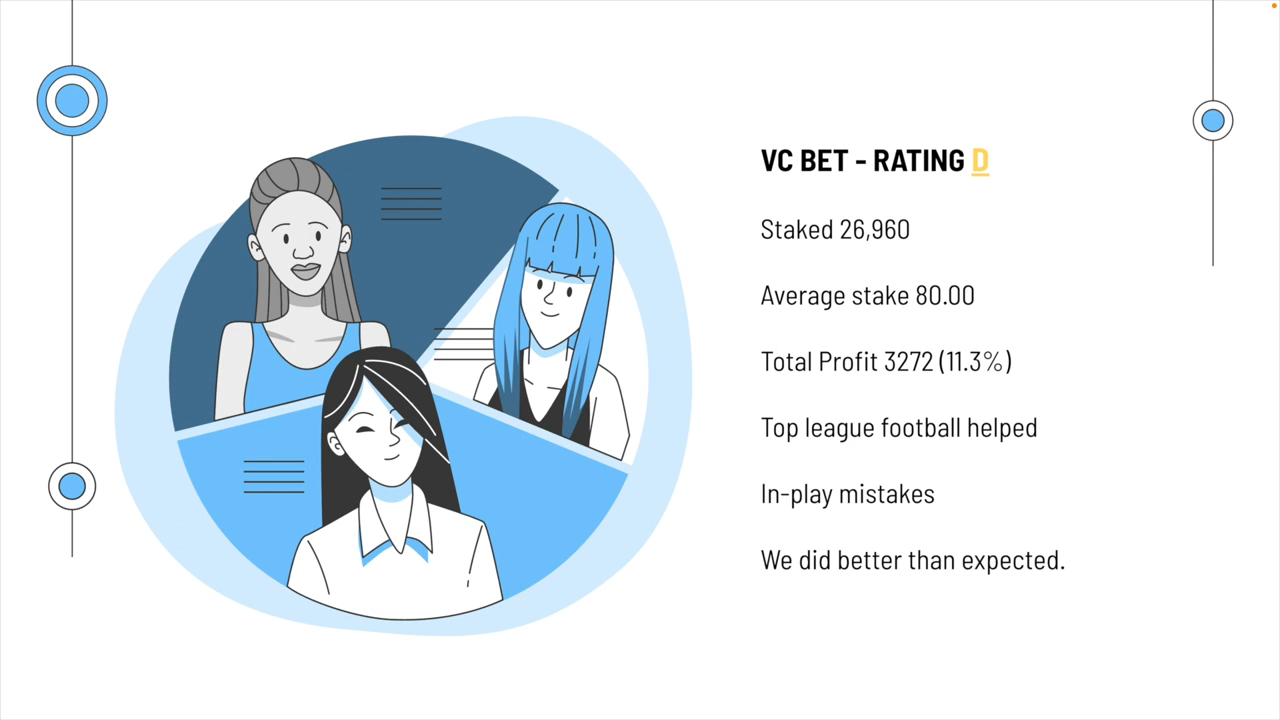 VC BET - RATING D
Staked 26,960
Average stake 80.00
Total Profit 3272 (11.3%)
Top league football helped
In-play mistakes
We did better than expected.